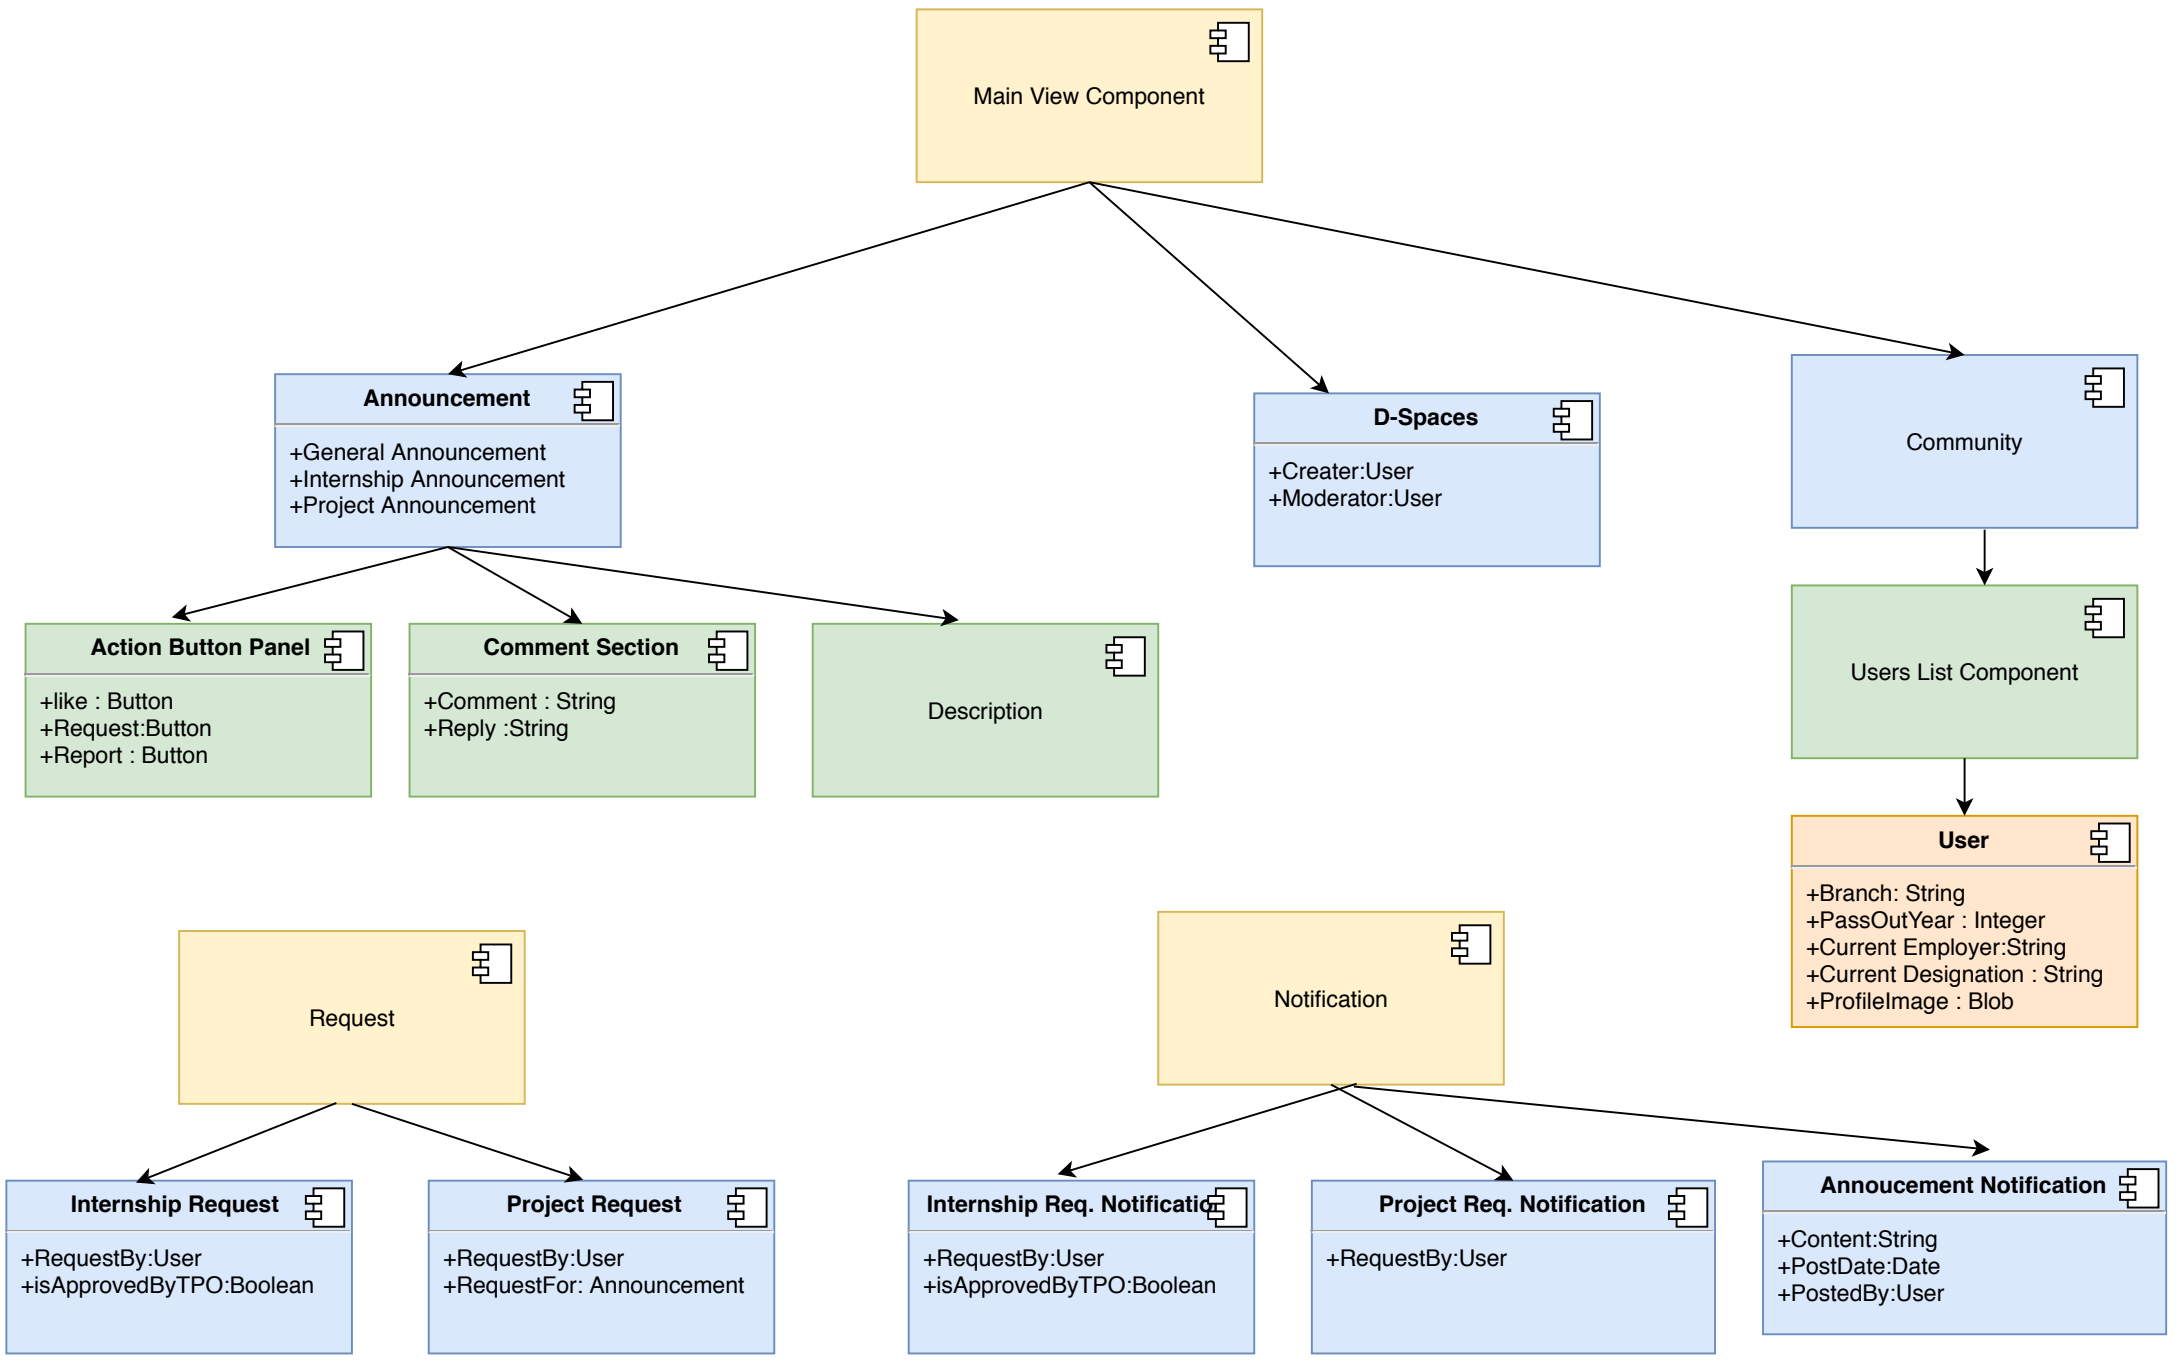 Main View Component
Announcement
+General Announcement
+Internship Announcement
+Project Announcement
D-Spaces
+Creater:User
+Moderator:User
Community
Action Button Panel
+like : Button
+Request:Button
+Report : Button
Comment Section
+Comment : String
+Reply :String
Description
Users List Component
User
+Branch: String
+PassOutYear : Integer
+Current Employer:String
+Current Designation : String
+ProfileImage : Blob
Request
Notification
Internship Request
+RequestBy:User
+isApprovedByTPO:Boolean
Project Request
+RequestBy:User
+RequestFor: Announcement
Internship Req. Notification
+RequestBy:User
+isApprovedByTPO:Boolean
Project Req. Notification
+RequestBy:User
Annoucement Notification
+Content:String
+PostDate:Date
+PostedBy:User